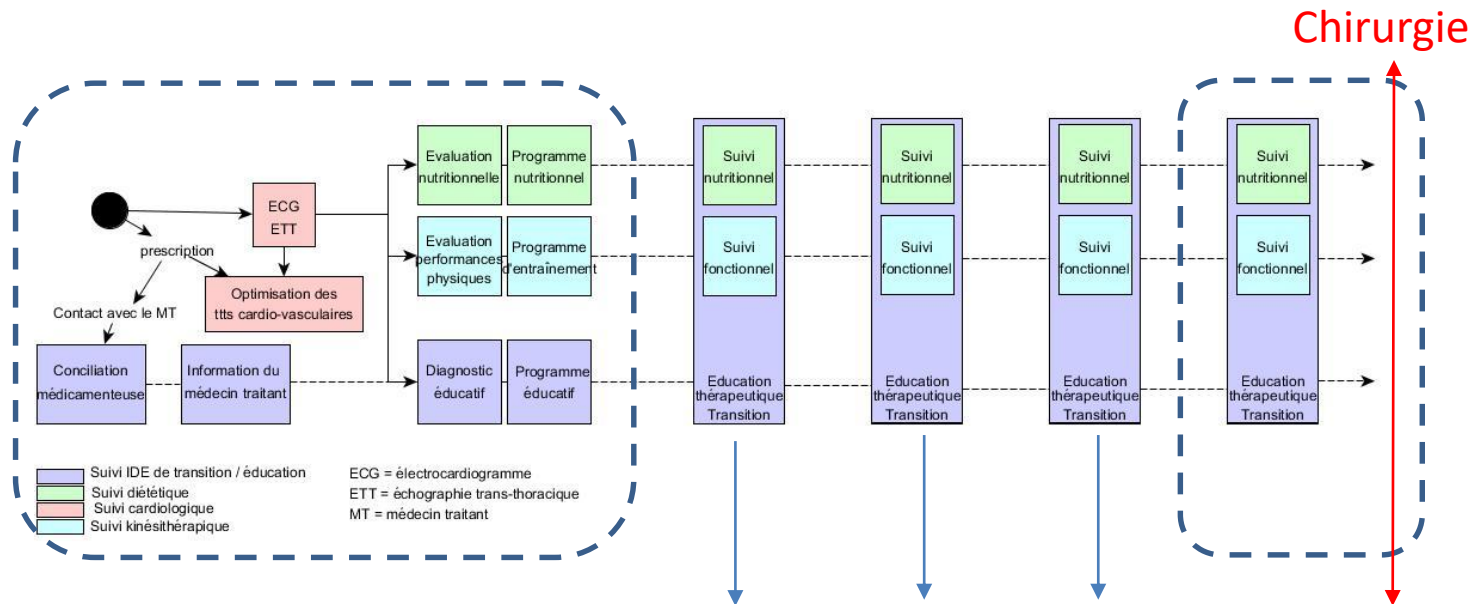 Chirurgie
ECG
ETT
prescription
Contact avec le MT
Optimisation des
ttts cardio-vasculaires
Conciliation
médicamenteuse
Information du
médecin traitant
Evaluation
nutritionnelle
Programme
nutritionnel
Evaluation
performances
physiques
Programme
d'entraînement
Diagnostic
éducatif
Programme
éducatif
Suivi
nutritionnel
Suivi
fonctionnel
Education
thérapeutique
Transition
Suivi
nutritionnel
Suivi
fonctionnel
Education
thérapeutique
Transition
Suivi
nutritionnel
Suivi
fonctionnel
Education
thérapeutique
Transition
Suivi
nutritionnel
Suivi
fonctionnel
Education
thérapeutique
Transition
Suivi IDE de transition / éducation
Suivi diététique
Suivi cardiologique
Suivi kinésithérapique
ECG = électrocardiogramme
ETT = échographie trans-thoracique
MT = médecin traitant